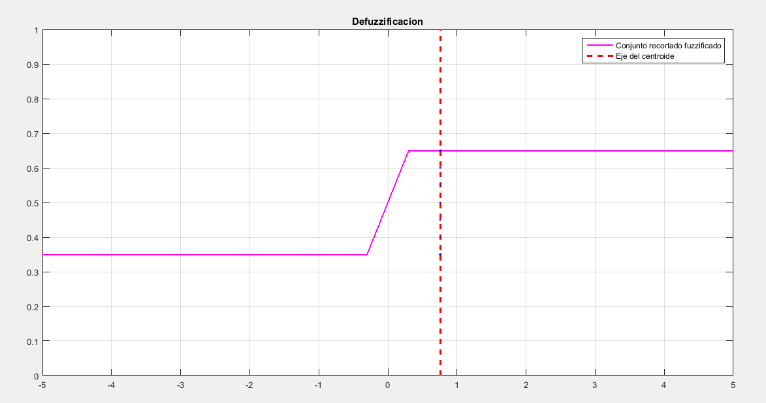 Defuzzificacion
Conjunto recortado fuzzificado
Eje del centroide
1
0.9
0.8
0.7
0.6
0.5
0.4
0.3
0.2
0.1
0
-5 -4 -3 -2 -1 0 1 2 3 4 5